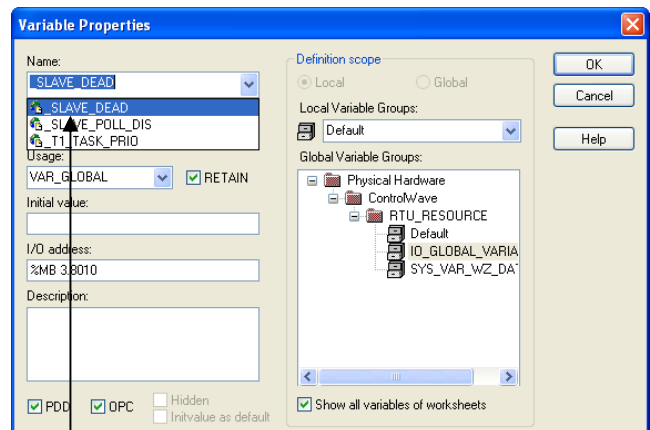 Variable Properties
Name:
_SLAVE_DEAD
_SLAVE_DEAD
_SLAVE_POLL_DIS
_T1_TASK_PRIO
Usage:
VAR_GLOBAL
RETAIN
Initial value:
I/O address:
%MB 3.8010
Description:
PDD
OPC
Hidden
Initvalue as default
Definition scope
Local
Global
Local Variable Groups:
Default
Global Variable Groups:
Physical Hardware
ControlWave
RTU_RESOURCE
Default
IO_GLOBAL_VARIA
SYS_VAR_WZ_DA
Show all variables of worksheets
OK
Cancel
Help